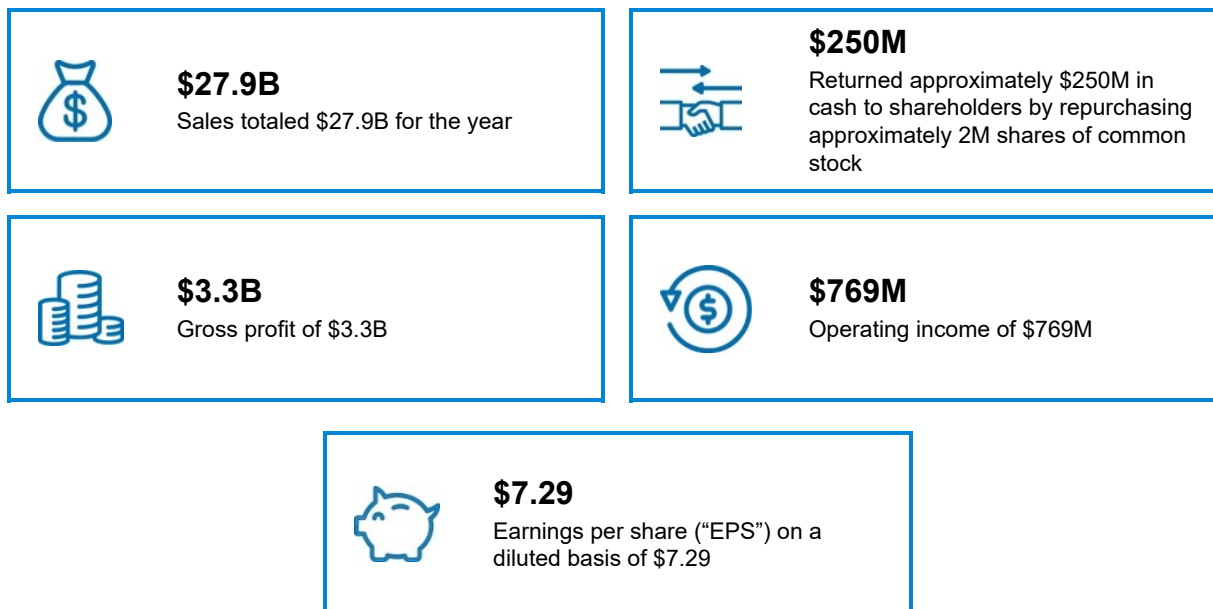 $27.9B
Sales totaled $27.9B for the year
$250M
Returned approximately $250M in
cash to shareholders by repurchasing
approximately 2M shares of common
stock
$3.3B
Gross profit of $3.3B
$769M
Operating income of $769M
$7.29
Earnings per share (“EPS”) on a
diluted basis of $7.29